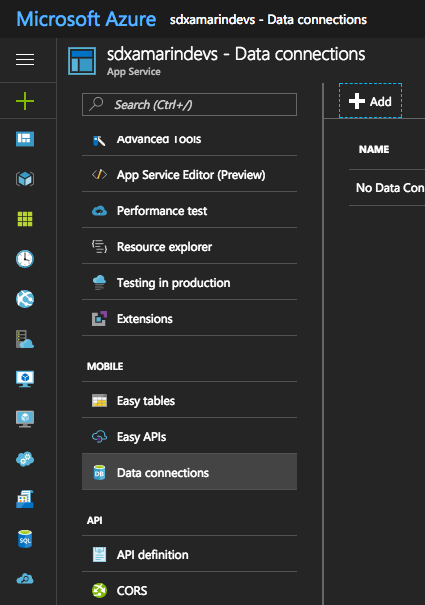 Microsoft Azure sdxamarindevs - Data connections
sdxamarindevs - Data connections
App Service
Search (Ctrl+/)
Add
Advanced Tools
NAME
App Service Editor (Preview)
No Data Con
Performance test
Resource explorer
Testing in production
Extensions
MOBILE
Easy tables
Easy APIs
DB
Data connections
API
API definition
SQL
CORS